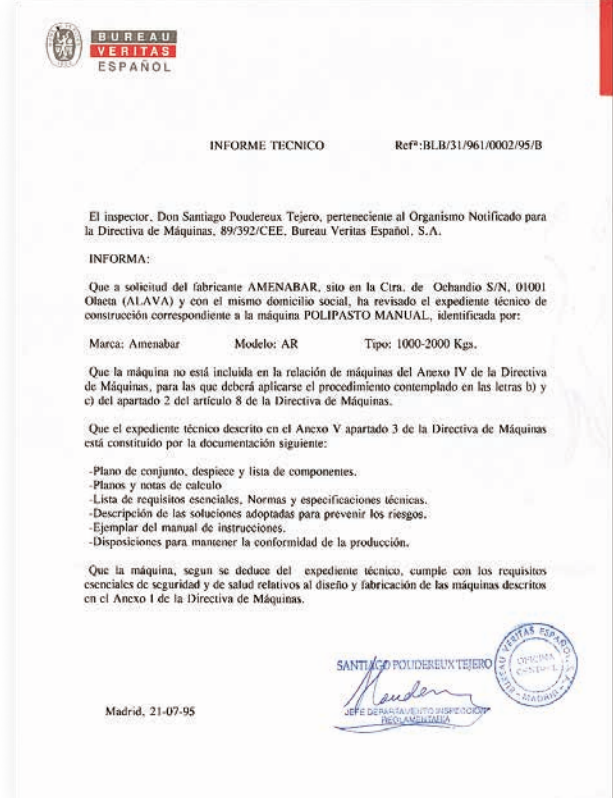 BUREAU
VERITAS
ESPAÑOL
INFORME TECNICO Refª:BLB/31/961/0002/95/B
El inspector, Don Santiago Poudereux Tejero, perteneciente al Organismo Notificado para
la Directiva de Máquinas, 89/392/CEE, Bureau Veritas Español, S.A.
INFORMA:
Que a solicitud del fabricante AMENABAR, sito en la Ctra. de Ochandio S/N, 01001
Olaeta (ALAVA) y con el mismo domicilio social, ha revisado el expediente técnico de
construcción correspondiente a la máquina POLIPASTO MANUAL, identificada por:
Marca: Amenabar Modelo: AR Tipo: 1000-2000 Kgs.
Que la máquina no está incluida en la relación de máquinas del Anexo IV de la Directiva
de Máquinas, para las que deberá aplicarse el procedimiento contemplado en las letras b) y
c) del apartado 2 del artículo 8 de la Directiva de Máquinas.
Que el expediente técnico descrito en el Anexo V apartado 3 de la Directiva de Máquinas
está constituido por la documentación siguiente:
-Plano de conjunto, despiece y lista de componentes.
-Planos y notas de calculo
-Lista de requisitos esenciales, Normas y especificaciones técnicas.
-Descripción de las soluciones adoptadas para prevenir los riesgos.
-Ejemplar del manual de instrucciones.
-Disposiciones para mantener la conformidad de la producción.
Que la máquina, segun se deduce del expediente técnico, cumple con los requisitos
esenciales de seguridad y de salud relativos al diseño y fabricación de las máquinas descritos
en el Anexo I de la Directiva de Máquinas.
BUREAU VERITAS ESPAÑOL, S.A.
OFICINA
CENTRAL
- MADRID -
SANTIAGO POUDEREUX TEJERO
JEFE DEPARTAMENTO INSPECCION
REGLAMENTARIA
Madrid, 21-07-95